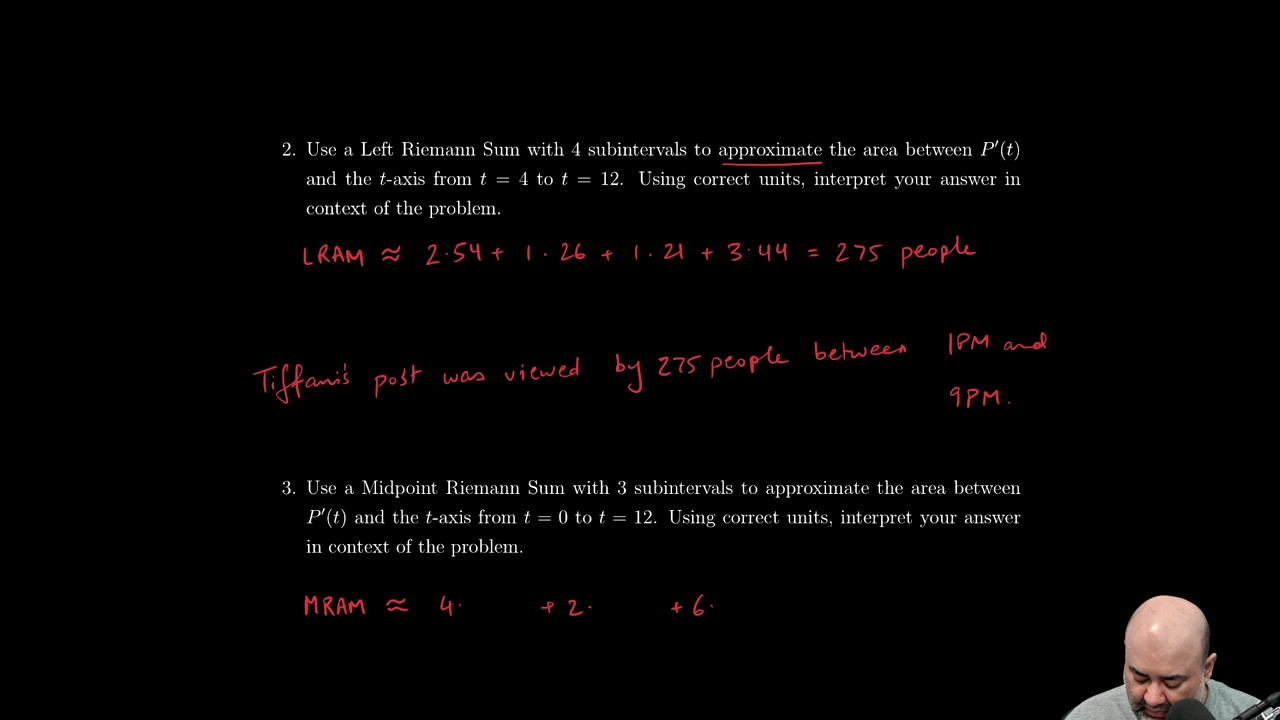 2. Use a Left Riemann Sum with 4 subintervals to approximate the area between P′(t)
and the t-axis from t = 4 to t = 12. Using correct units, interpret your answer in
context of the problem.
LRAM ≈ 2·54 + 1·26 + 1·21 + 3·44 = 275 people
Tiffani's post was viewed by 275 people between 1PM and
9PM.
3. Use a Midpoint Riemann Sum with 3 subintervals to approximate the area between
P′(t) and the t-axis from t = 0 to t = 12. Using correct units, interpret your answer
in context of the problem.
MRAM ≈ 4· + 2· + 6·